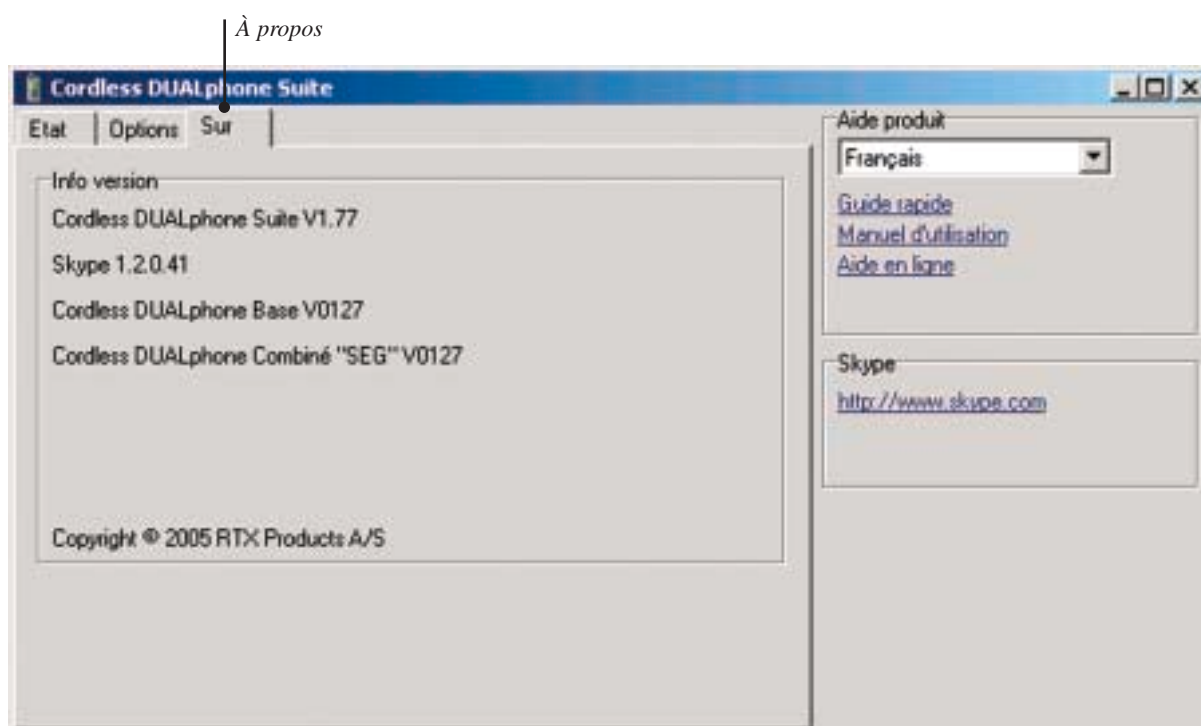 À propos
Cordless DUALphone Suite
Etat Options Sur
Info version
Cordless DUALphone Suite V1.77
Skype 1.2.0.41
Cordless DUALphone Base V0127
Cordless DUALphone Combiné "SEG" V0127
Copyright © 2005 RTX Products A/S
Aide produit
Français
Guide rapide
Manuel d'utilisation
Aide en ligne
Skype
http://www.skype.com